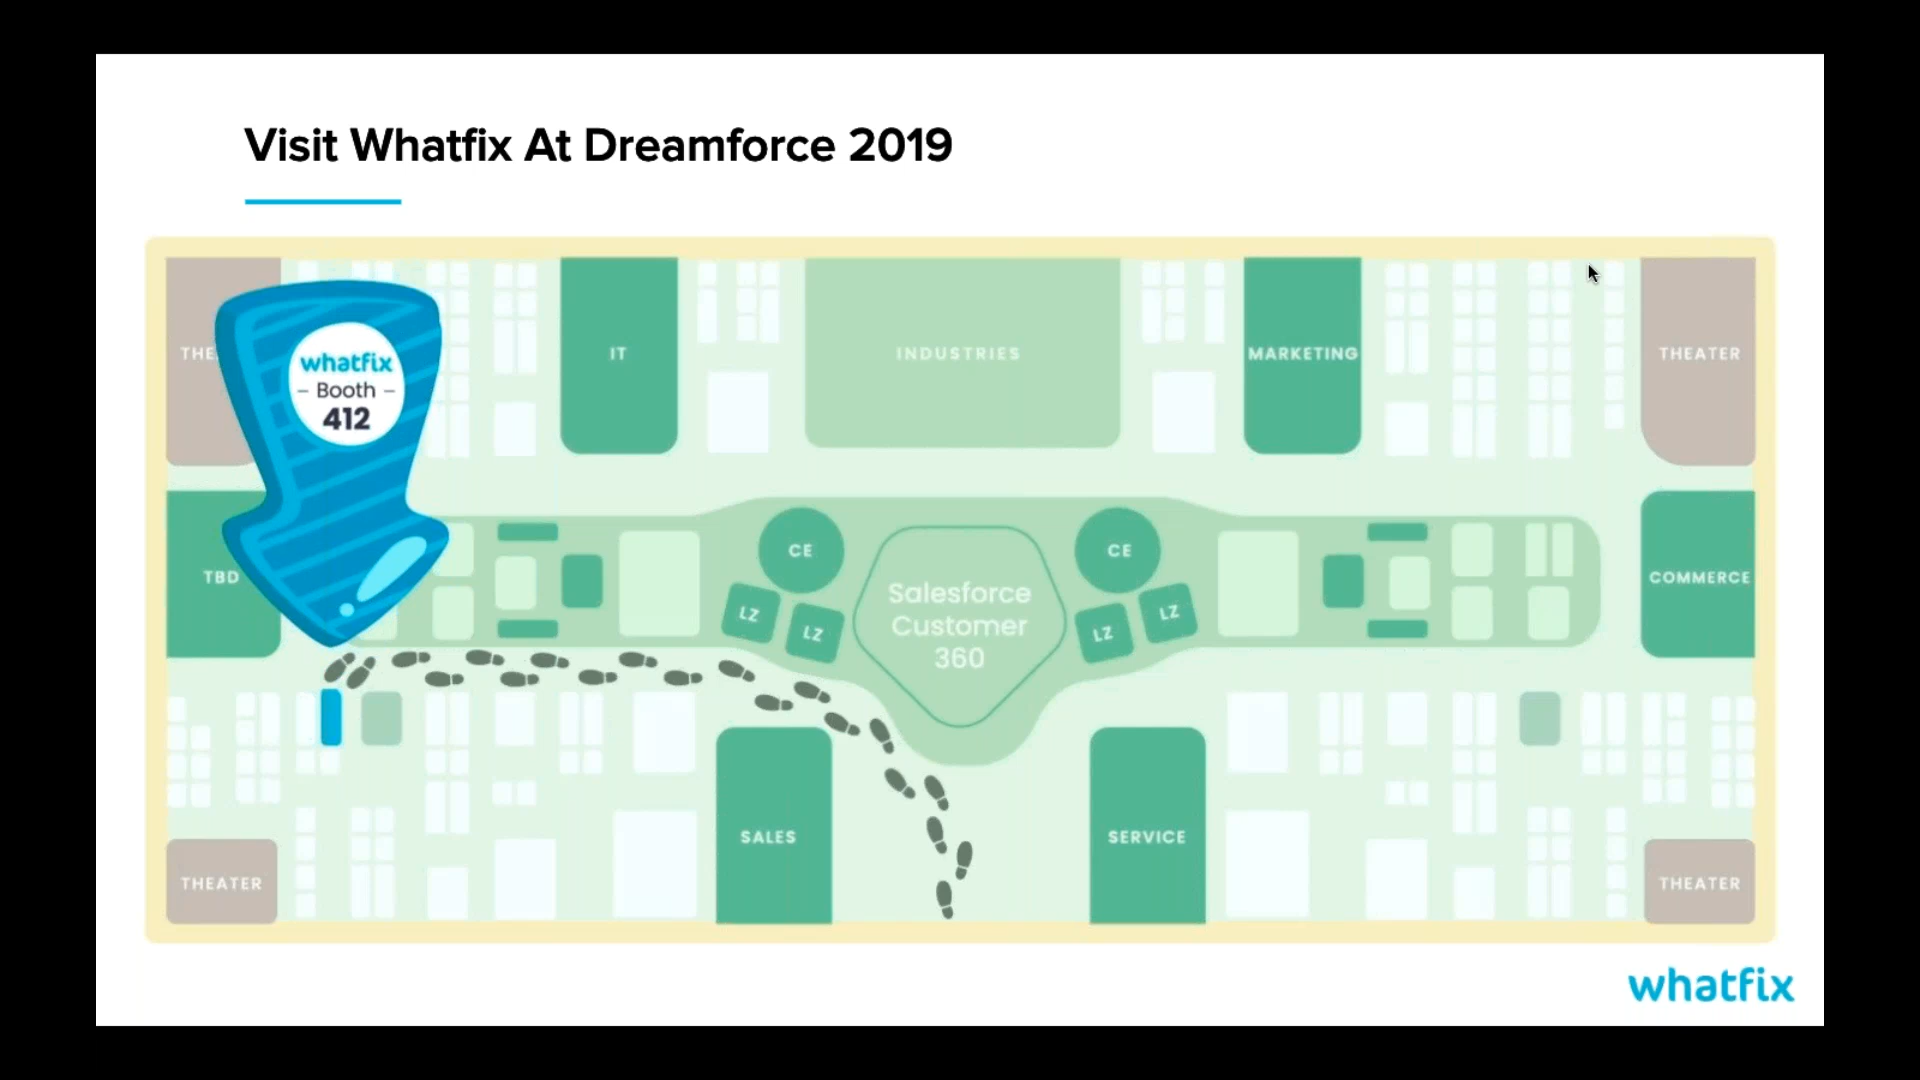 Visit Whatfix At Dreamforce 2019
THE
whatfix
– Booth –
412
IT
INDUSTRIES
MARKETING
THEATER
TBD
CE
LZ
LZ
Salesforce
Customer
360
CE
LZ
LZ
COMMERCE
SALES
SERVICE
THEATER
THEATER
whatfix